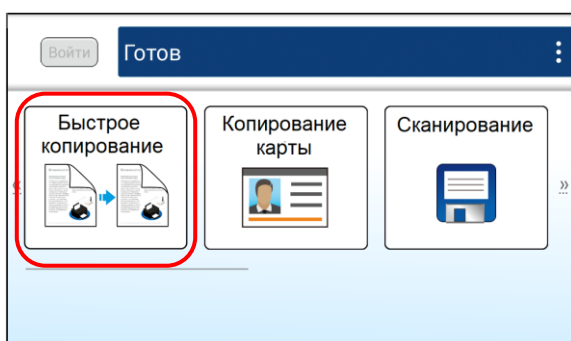 Войти
Готов
Быстрое
копирование
Копирование
карты
Сканирование
«
»